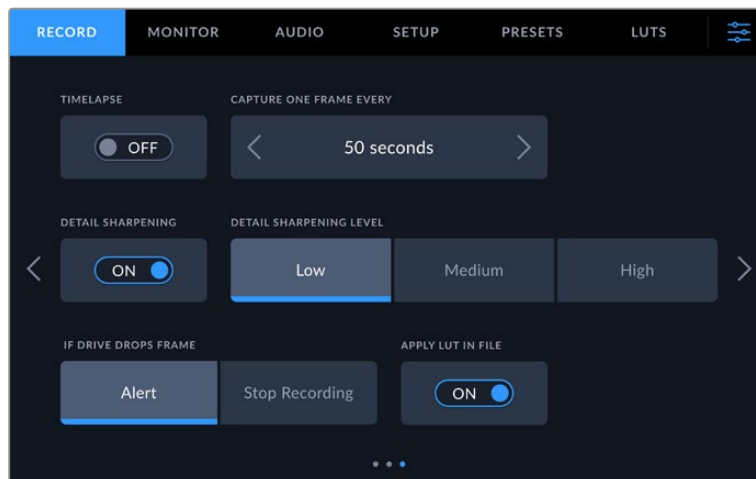 RECORD MONITOR AUDIO SETUP PRESETS LUTS
TIMELAPSE CAPTURE ONE FRAME EVERY
OFF 50 seconds
DETAIL SHARPENING DETAIL SHARPENING LEVEL
ON Low Medium High
IF DRIVE DROPS FRAME APPLY LUT IN FILE
Alert Stop Recording ON